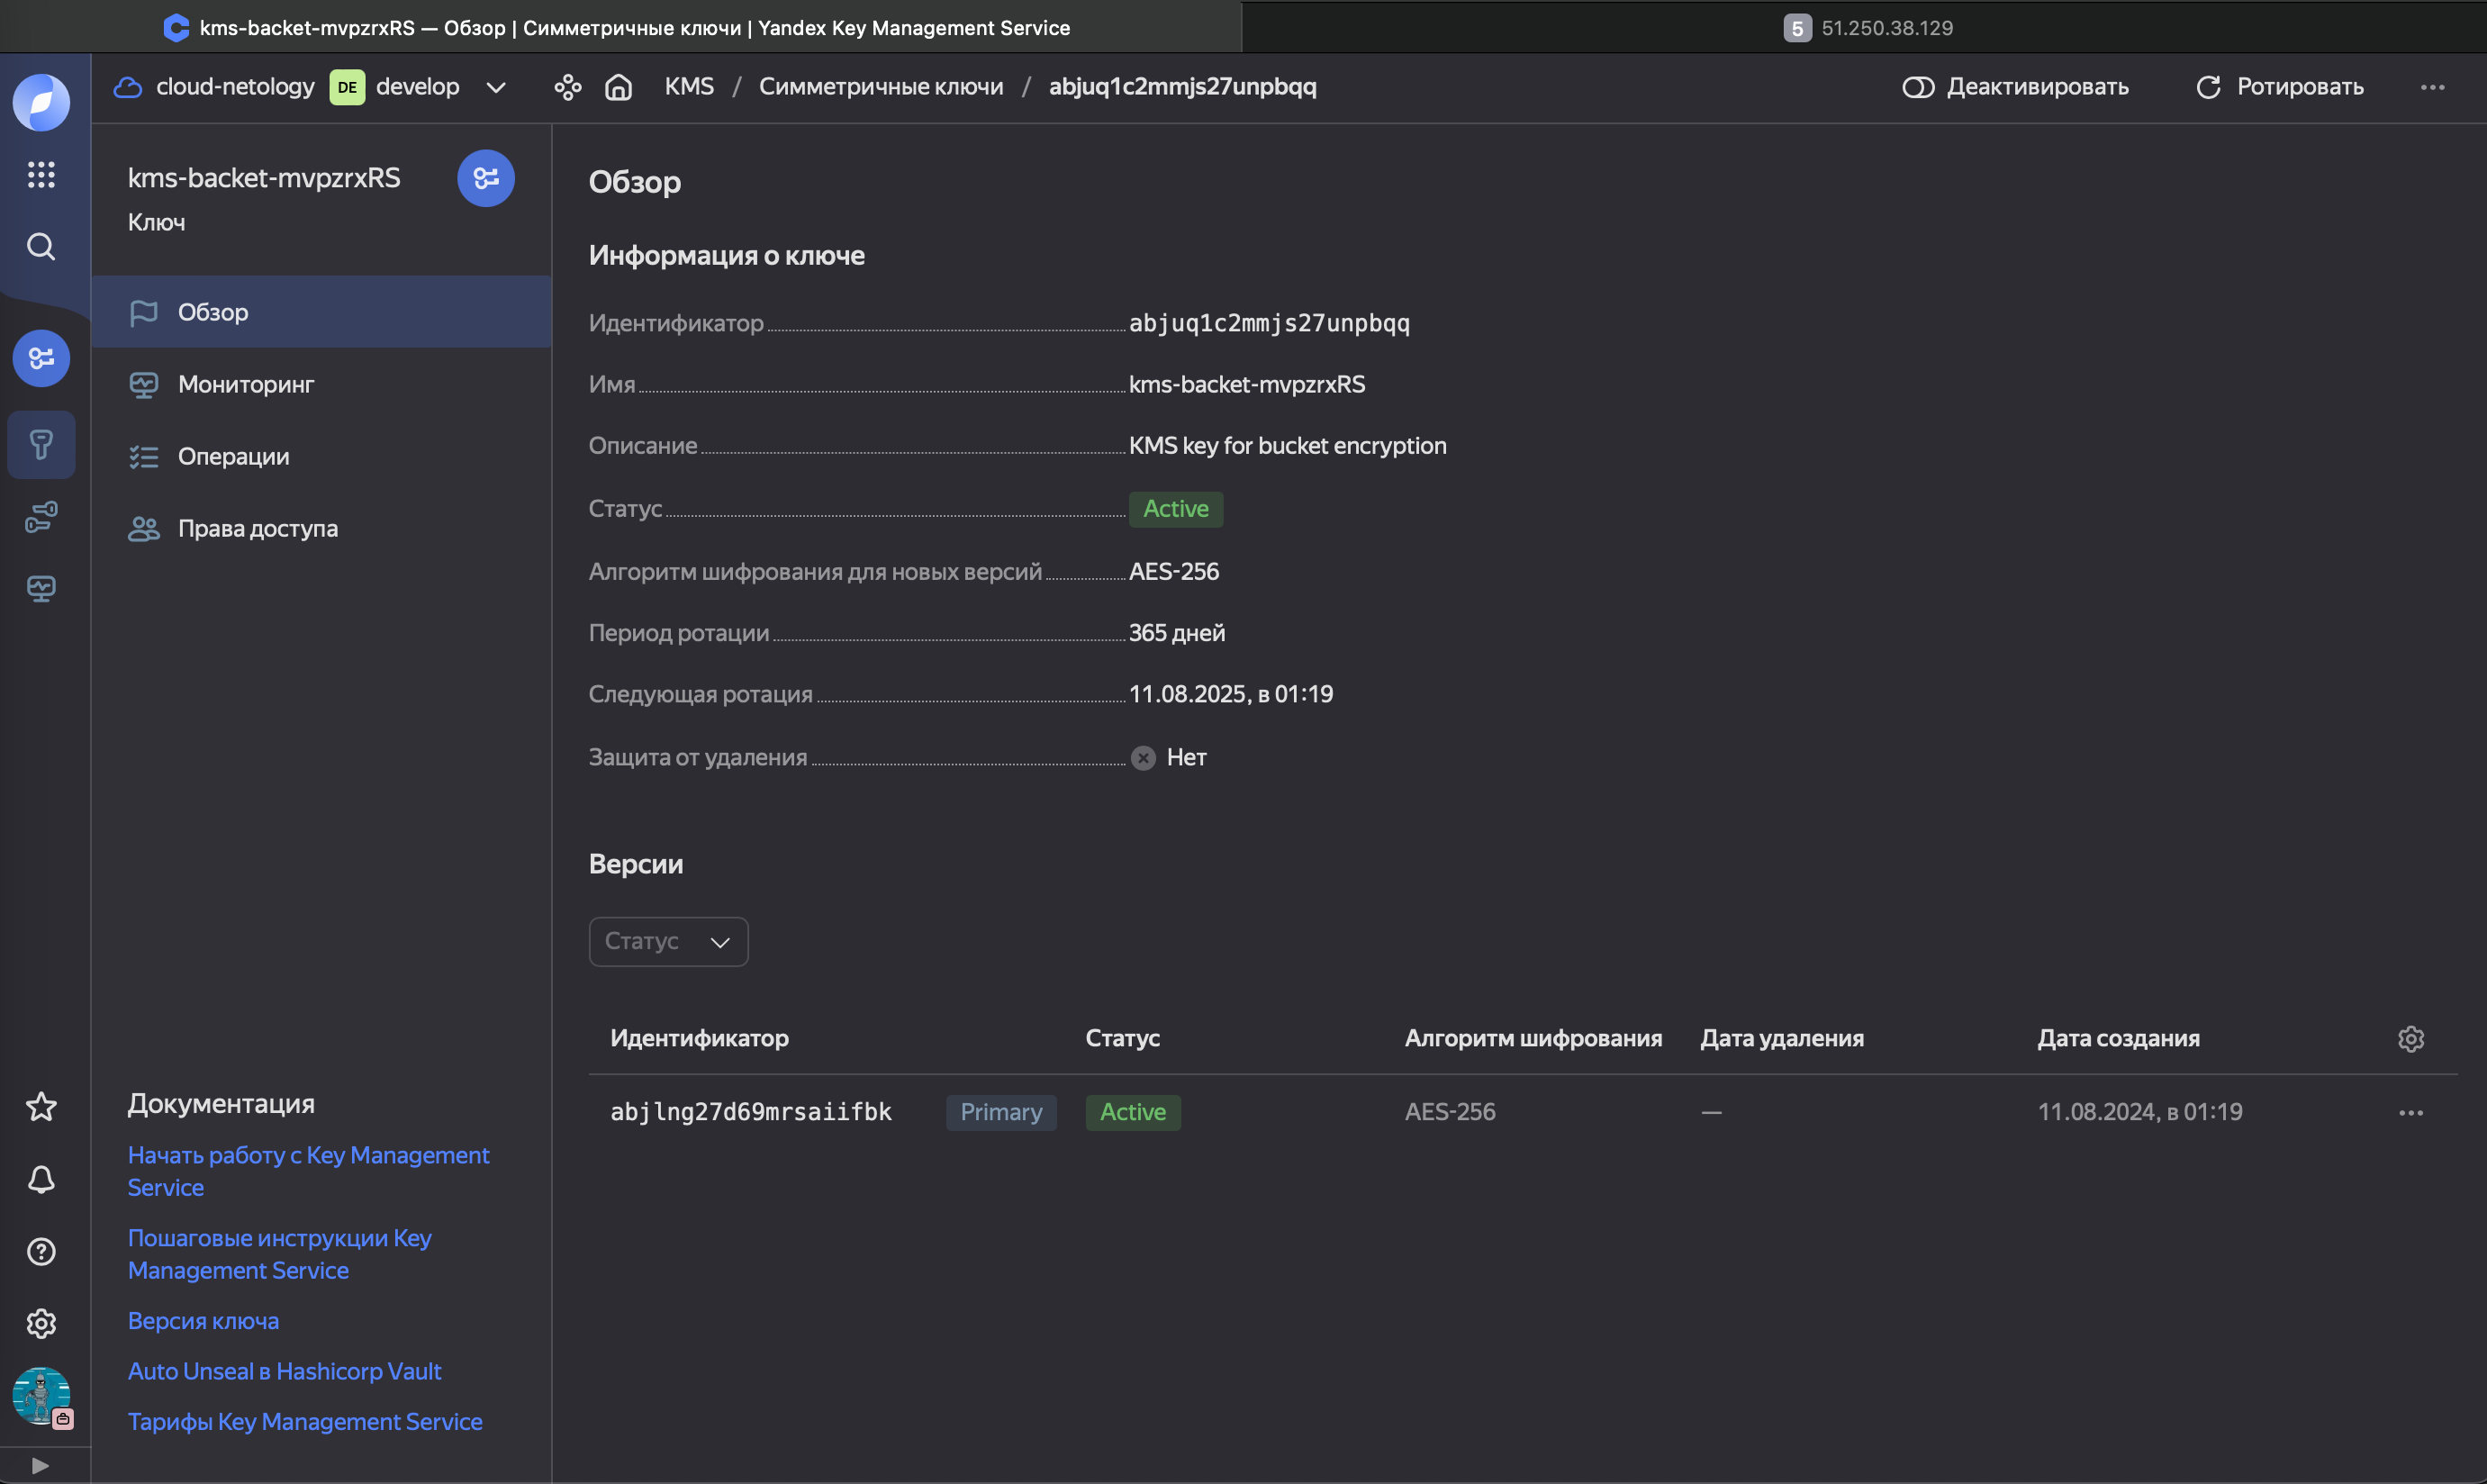 kms-backet-mvpzrxRS — Обзор | Симметричные ключи | Yandex Key Management Service
5 51.250.38.129
cloud-netology DE develop KMS / Симметричные ключи / abjuq1c2mmjs27unpbqq Деактивировать Ротировать
kms-backet-mvpzrxRS
Ключ
Обзор
Мониторинг
Операции
Права доступа
Документация
Начать работу с Key Management
Service
Пошаговые инструкции Key
Management Service
Версия ключа
Auto Unseal в Hashicorp Vault
Тарифы Key Management Service
Обзор
Информация о ключе
Идентификатор abjuq1c2mmjs27unpbqq
Имя kms-backet-mvpzrxRS
Описание KMS key for bucket encryption
Статус Active
Алгоритм шифрования для новых версий AES-256
Период ротации 365 дней
Следующая ротация 11.08.2025, в 01:19
Защита от удаления Нет
Версии
Статус
Идентификатор Статус Алгоритм шифрования Дата удаления Дата создания
abjlng27d69mrsaiifbk Primary Active AES-256 — 11.08.2024, в 01:19